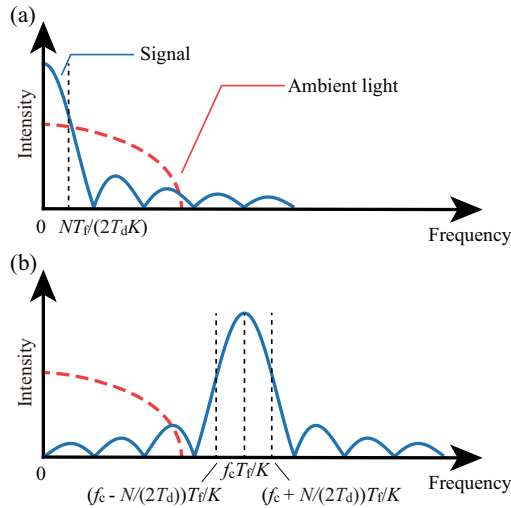 (a)
Signal
Ambient light
Intensity
0
NTf/(2TdK)
Frequency
(b)
Intensity
0
fcTf/K
(fc - N/(2Td))Tf/K
(fc + N/(2Td))Tf/K
Frequency